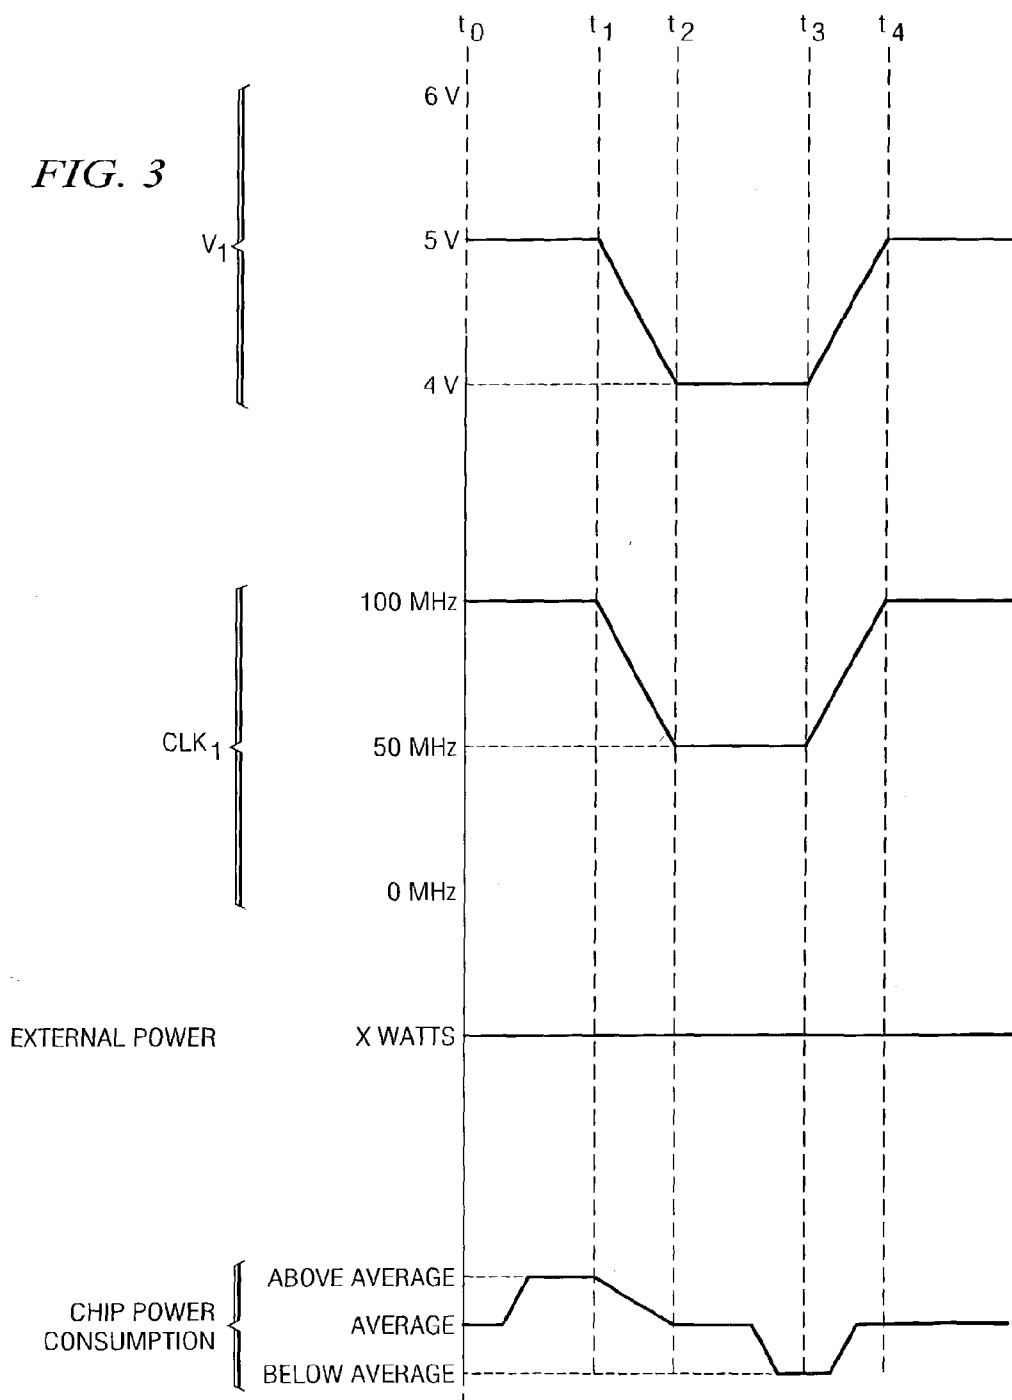 t0 t1 t2 t3 t4
6 V
FIG. 3
V1
5 V
4 V
100 MHz
CLK1
50 MHz
0 MHz
EXTERNAL POWER
X WATTS
ABOVE AVERAGE
CHIP POWER
CONSUMPTION
AVERAGE
BELOW AVERAGE